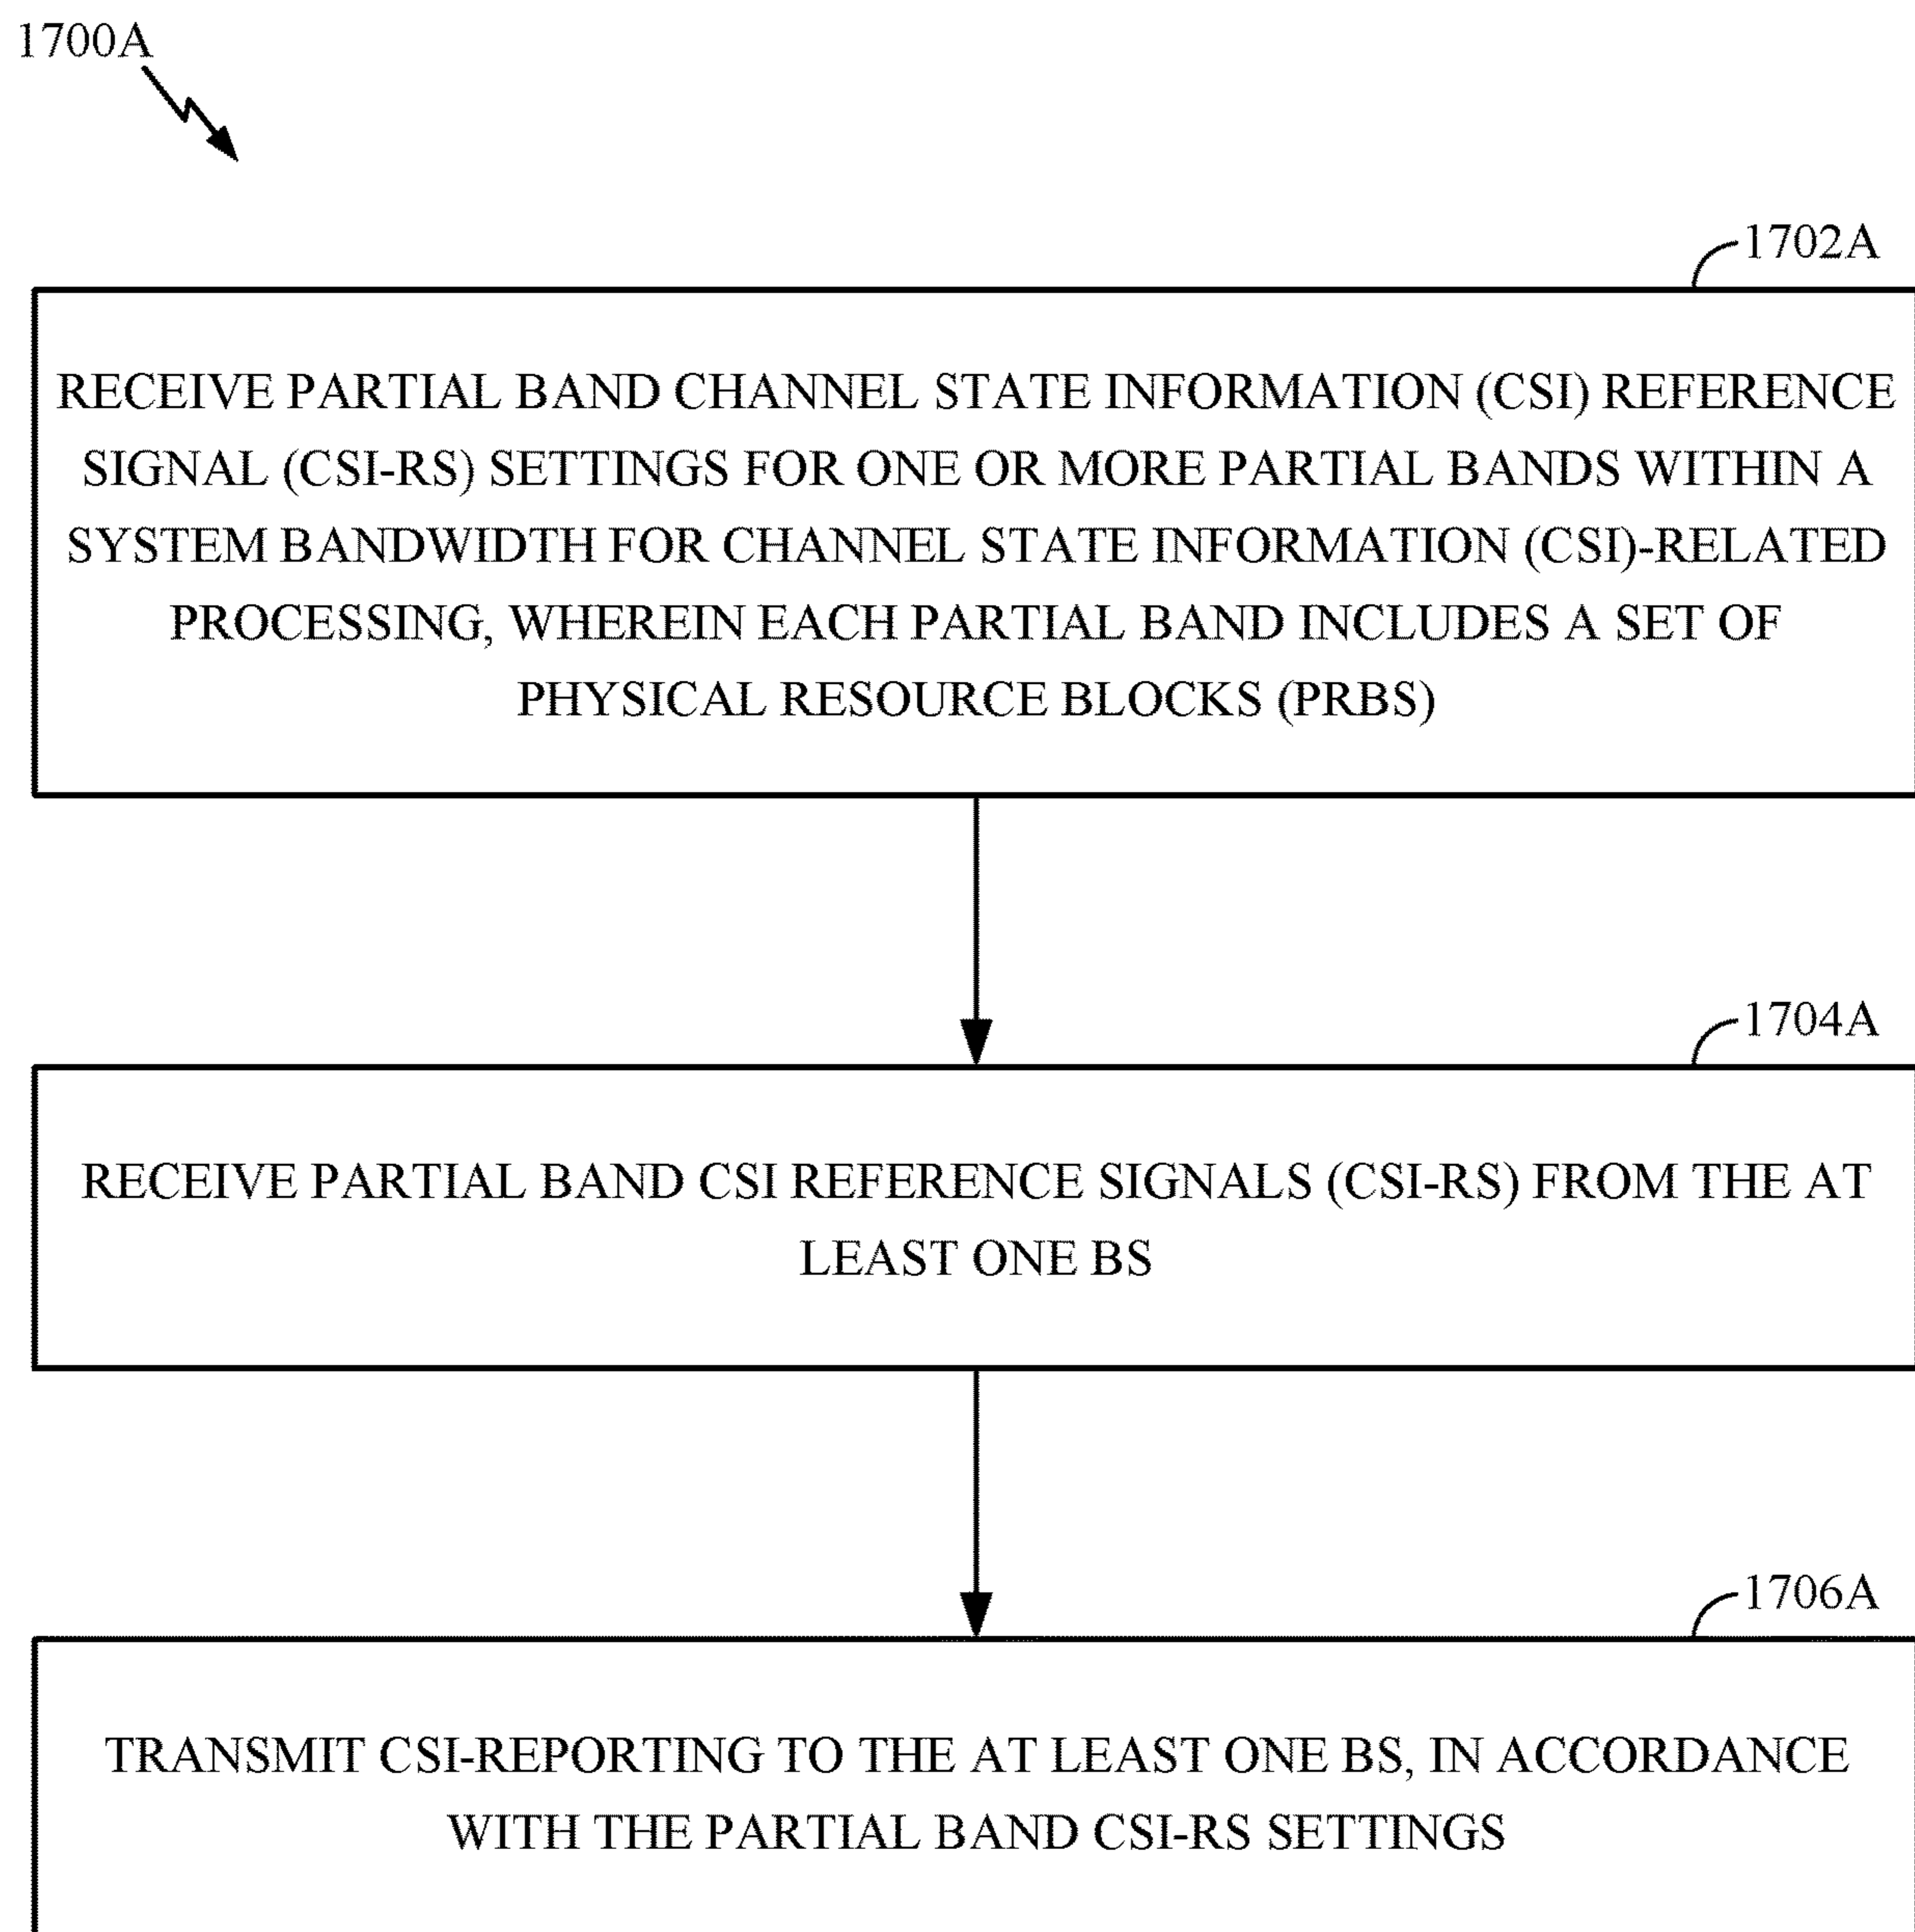 1700A
1702A
RECEIVE PARTIAL BAND CHANNEL STATE INFORMATION (CSI) REFERENCE
SIGNAL (CSI-RS) SETTINGS FOR ONE OR MORE PARTIAL BANDS WITHIN A
SYSTEM BANDWIDTH FOR CHANNEL STATE INFORMATION (CSI)-RELATED
PROCESSING, WHEREIN EACH PARTIAL BAND INCLUDES A SET OF
PHYSICAL RESOURCE BLOCKS (PRBS)
1704A
RECEIVE PARTIAL BAND CSI REFERENCE SIGNALS (CSI-RS) FROM THE AT
LEAST ONE BS
1706A
TRANSMIT CSI-REPORTING TO THE AT LEAST ONE BS, IN ACCORDANCE
WITH THE PARTIAL BAND CSI-RS SETTINGS